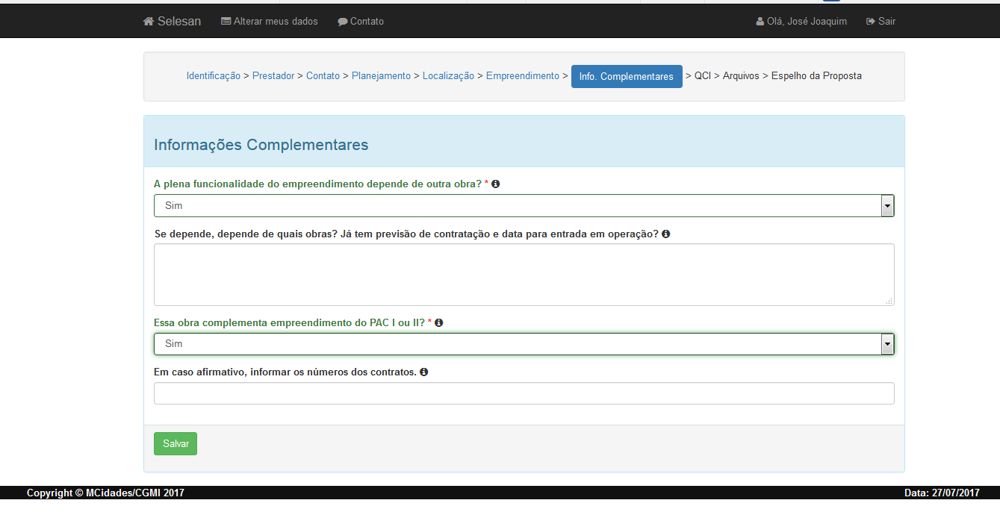 Selesan Alterar meus dados Contato Olá, José Joaquim Sair
Identificação > Prestador > Contato > Planejamento > Localização > Empreendimento > Info. Complementares > QCI > Arquivos > Espelho da Proposta
Informações Complementares
A plena funcionalidade do empreendimento depende de outra obra? *
Sim
Se depende, depende de quais obras? Já tem previsão de contratação e data para entrada em operação?
Essa obra complementa empreendimento do PAC I ou II? *
Sim
Em caso afirmativo, informar os números dos contratos.
Salvar
Copyright © MCidades/CGMI 2017 Data: 27/07/2017